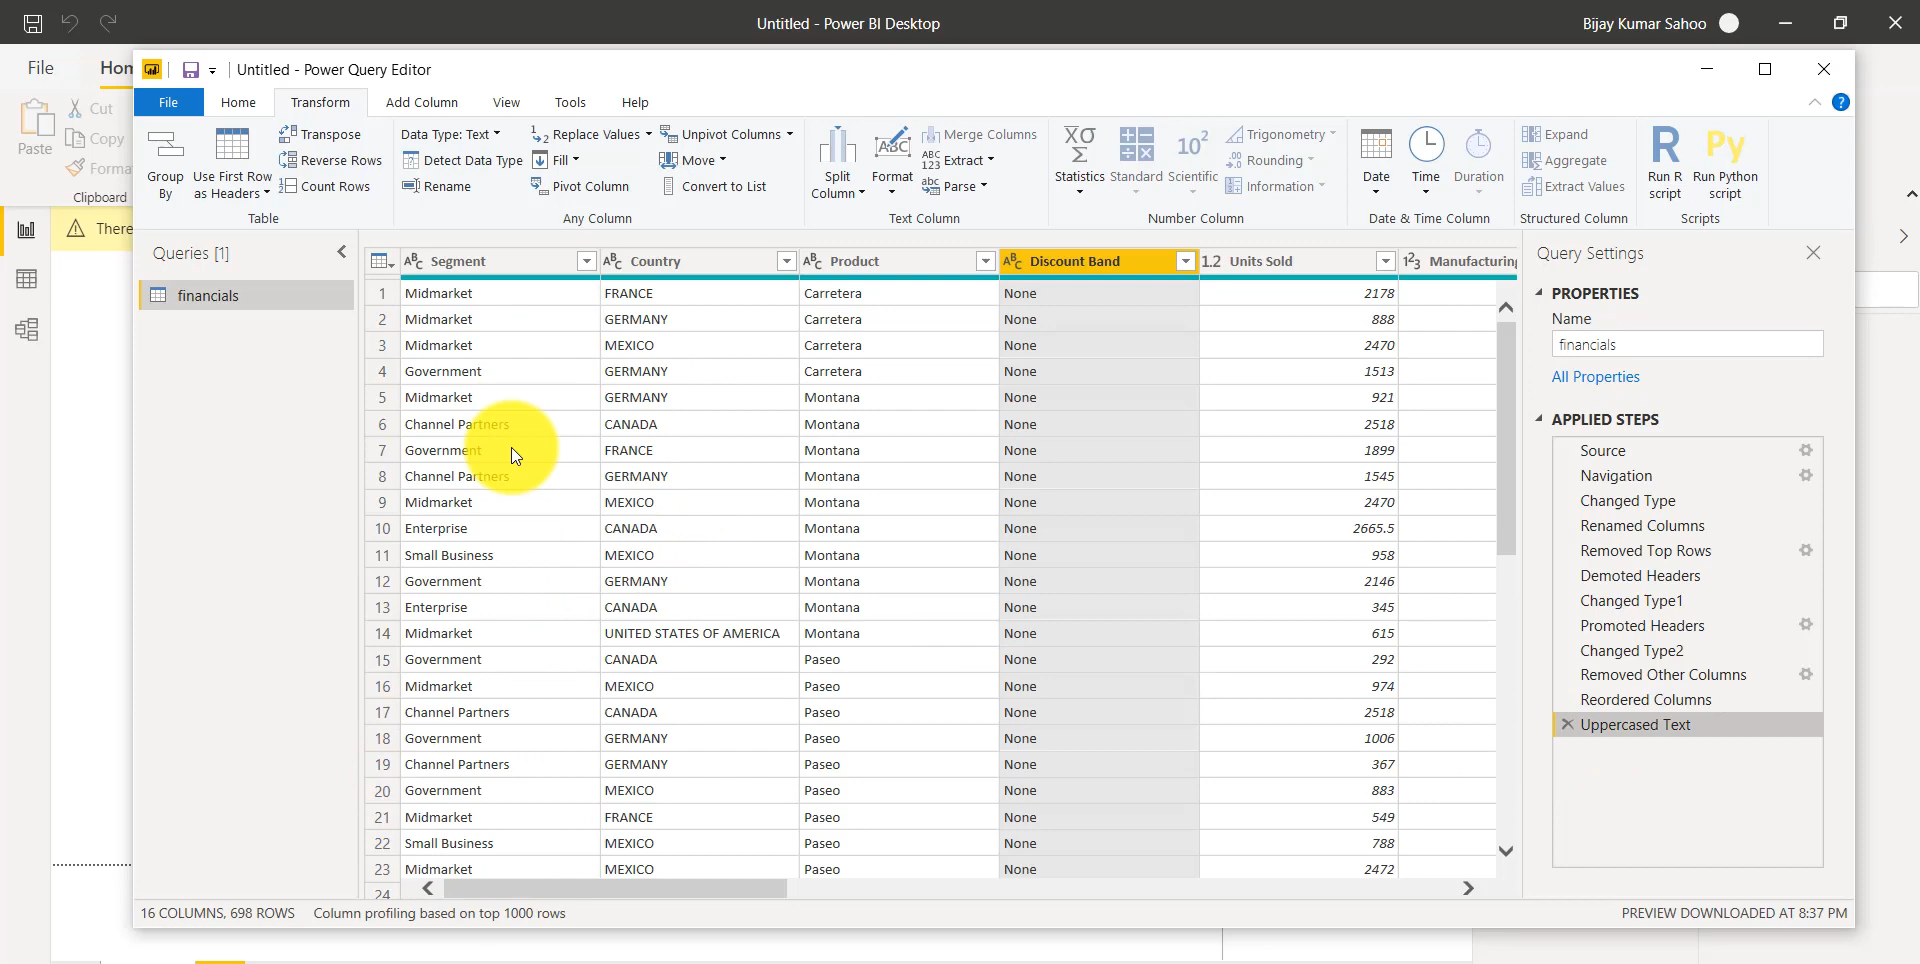 Untitled - Power BI Desktop
Bijay Kumar Sahoo
File
Hom
Untitled - Power Query Editor
File Home Transform Add Column View Tools Help
Paste
Cut
Copy
Forma
Clipboard
There
Group By
Use First Row as Headers
Transpose
Reverse Rows
Count Rows
Table
Data Type: Text
Detect Data Type
Rename
Replace Values
Fill
Pivot Column
Unpivot Columns
Move
Convert to List
Any Column
Split Column
Format
Merge Columns
Extract
Parse
Text Column
Statistics
Standard
Scientific
Trigonometry
Rounding
Information
Number Column
Date
Time
Duration
Date & Time Column
Expand
Aggregate
Extract Values
Structured Column
Run R script
Run Python script
Scripts
Queries [1]
financials
Segment Country Product Discount Band 1.2 Units Sold Manufacturing
1 Midmarket FRANCE Carretera None 2178
2 Midmarket GERMANY Carretera None 888
3 Midmarket MEXICO Carretera None 2470
4 Government GERMANY Carretera None 1513
5 Midmarket GERMANY Montana None 921
6 Channel Partners CANADA Montana None 2518
7 Government FRANCE Montana None 1899
8 Channel Partners GERMANY Montana None 1545
9 Midmarket MEXICO Montana None 2470
10 Enterprise CANADA Montana None 2665.5
11 Small Business MEXICO Montana None 958
12 Government GERMANY Montana None 2146
13 Enterprise CANADA Montana None 345
14 Midmarket UNITED STATES OF AMERICA Montana None 615
15 Government CANADA Paseo None 292
16 Midmarket MEXICO Paseo None 974
17 Channel Partners CANADA Paseo None 2518
18 Government GERMANY Paseo None 1006
19 Channel Partners GERMANY Paseo None 367
20 Government MEXICO Paseo None 883
21 Midmarket FRANCE Paseo None 549
22 Small Business MEXICO Paseo None 788
23 Midmarket MEXICO Paseo None 2472
24
Query Settings
PROPERTIES
Name
financials
All Properties
APPLIED STEPS
Source
Navigation
Changed Type
Renamed Columns
Removed Top Rows
Demoted Headers
Changed Type1
Promoted Headers
Changed Type2
Removed Other Columns
Reordered Columns
Uppercased Text
16 COLUMNS, 698 ROWS Column profiling based on top 1000 rows
PREVIEW DOWNLOADED AT 8:37 PM